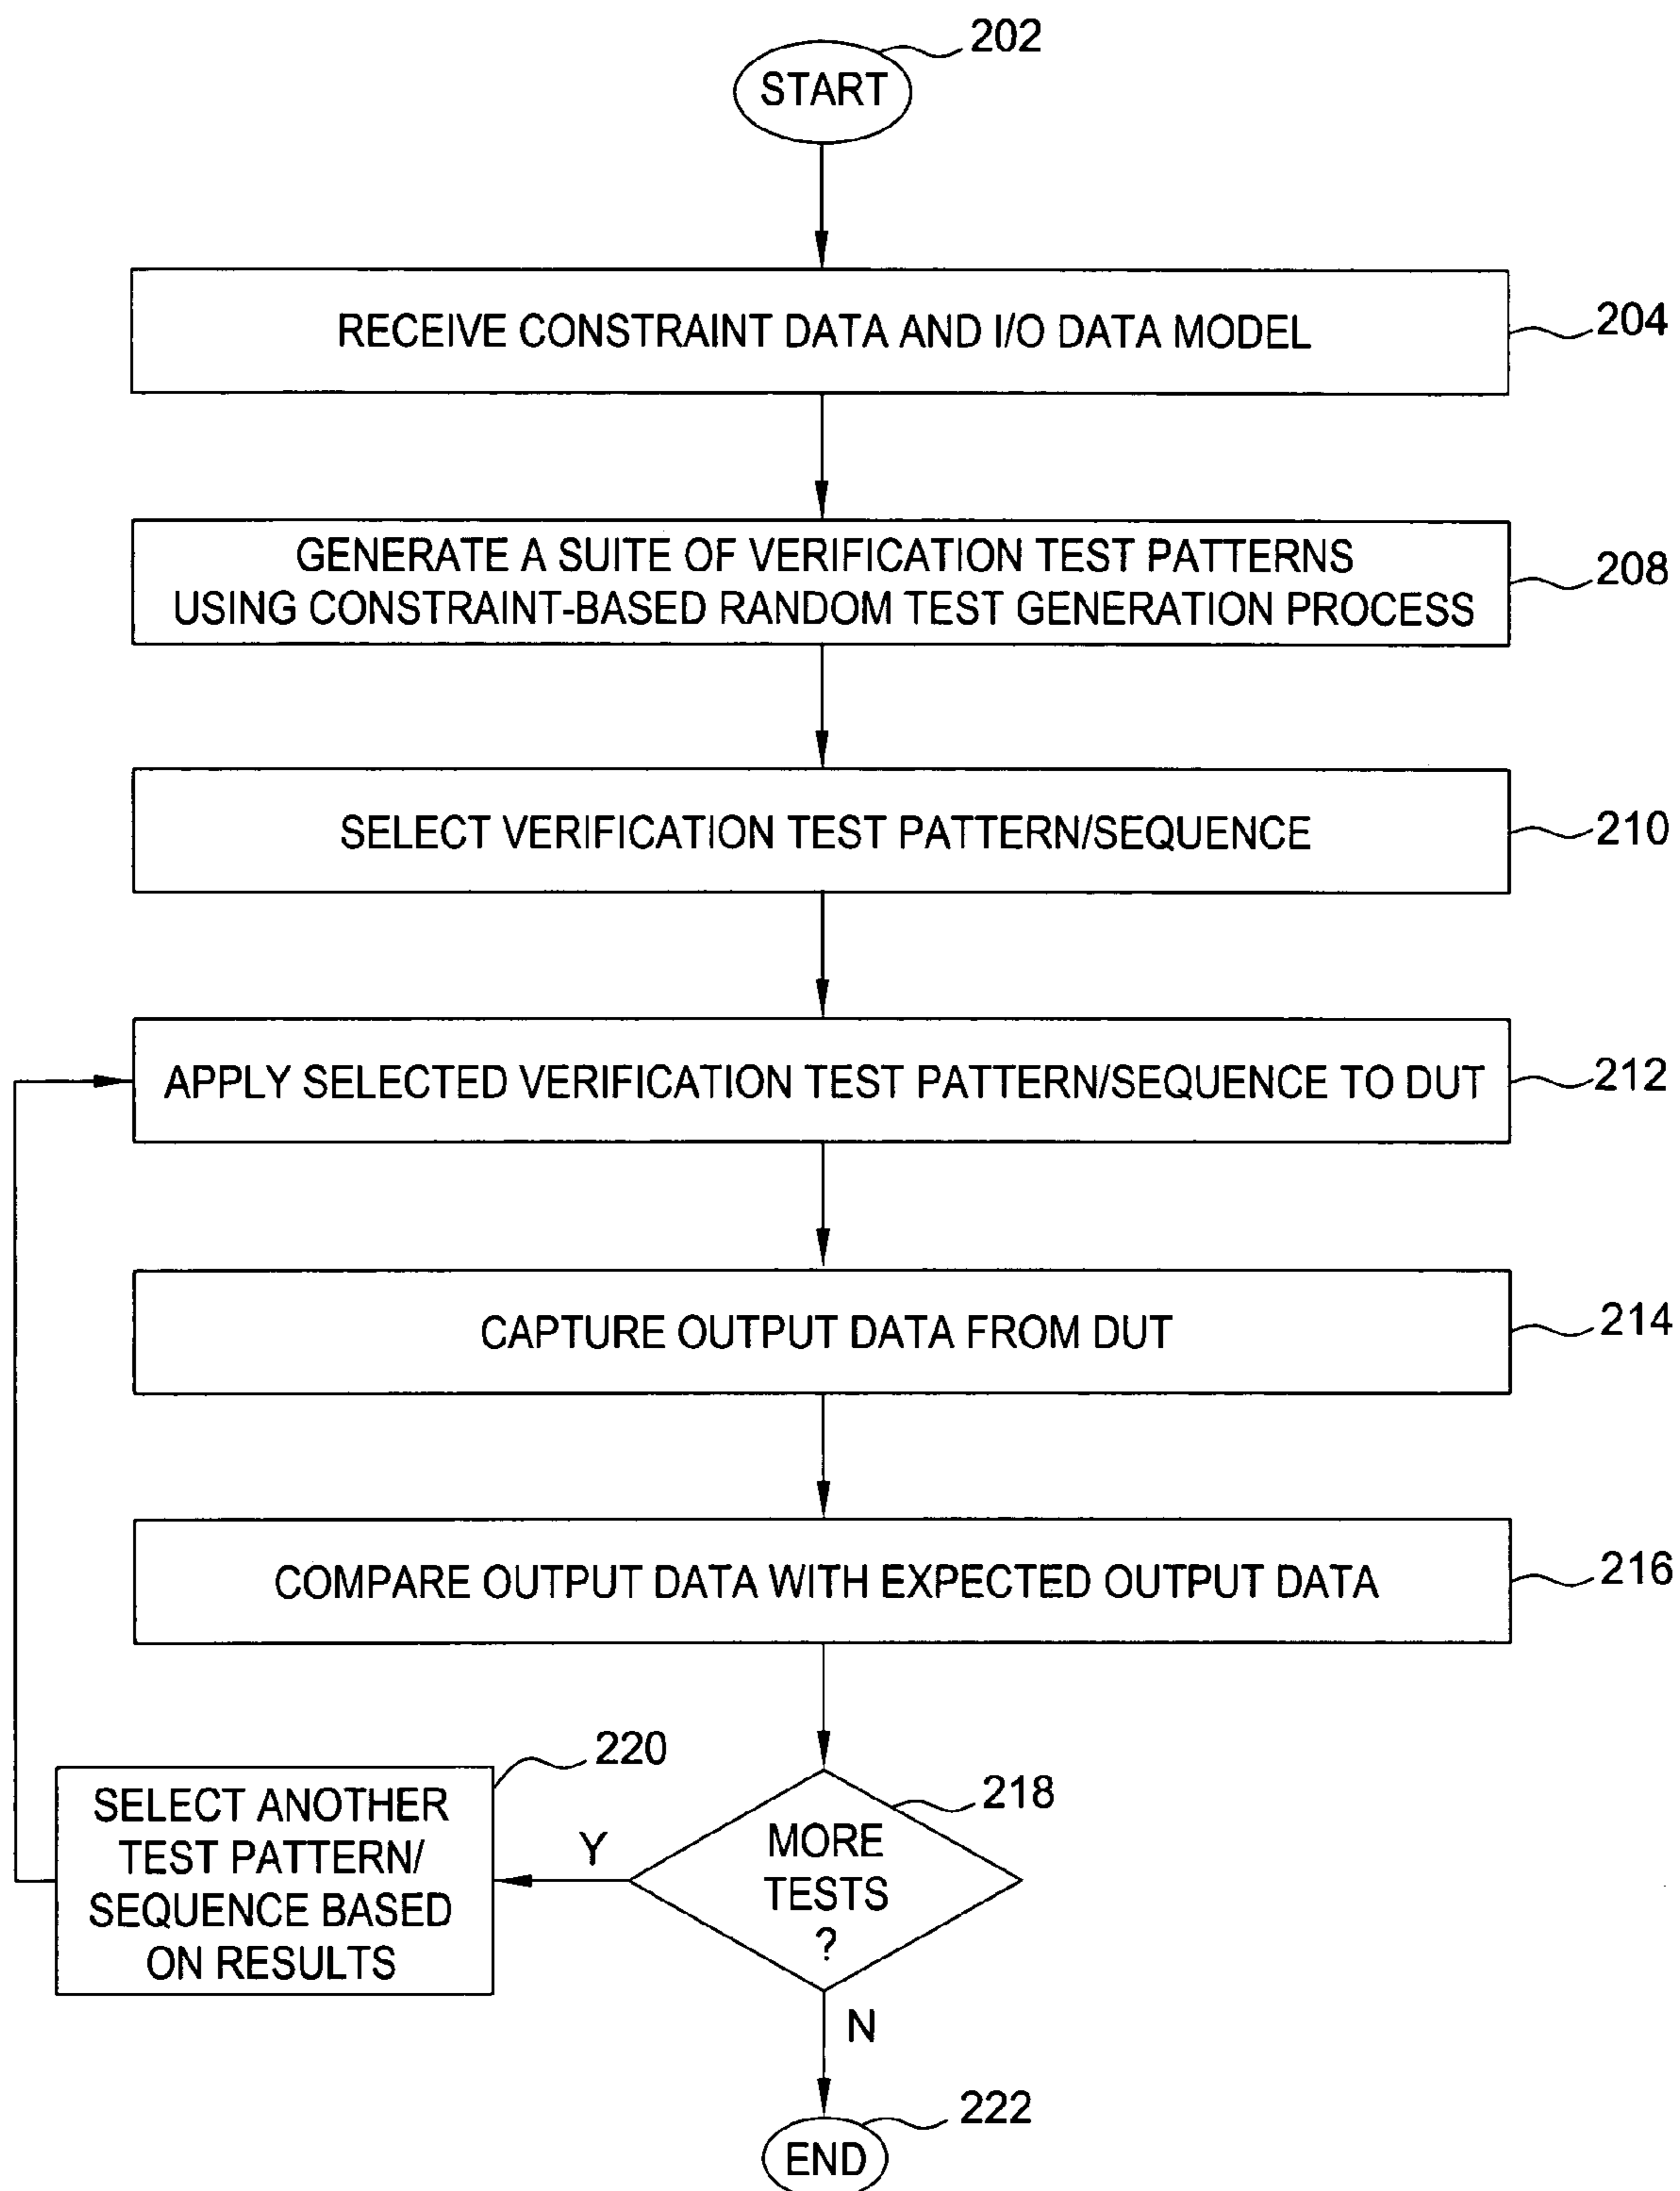 202
START
RECEIVE CONSTRAINT DATA AND I/O DATA MODEL
204
GENERATE A SUITE OF VERIFICATION TEST PATTERNS
USING CONSTRAINT-BASED RANDOM TEST GENERATION PROCESS
208
SELECT VERIFICATION TEST PATTERN/SEQUENCE
210
APPLY SELECTED VERIFICATION TEST PATTERN/SEQUENCE TO DUT
212
CAPTURE OUTPUT DATA FROM DUT
214
COMPARE OUTPUT DATA WITH EXPECTED OUTPUT DATA
216
220
SELECT ANOTHER
TEST PATTERN/
SEQUENCE BASED
ON RESULTS
Y
218
MORE
TESTS
?
N
222
END